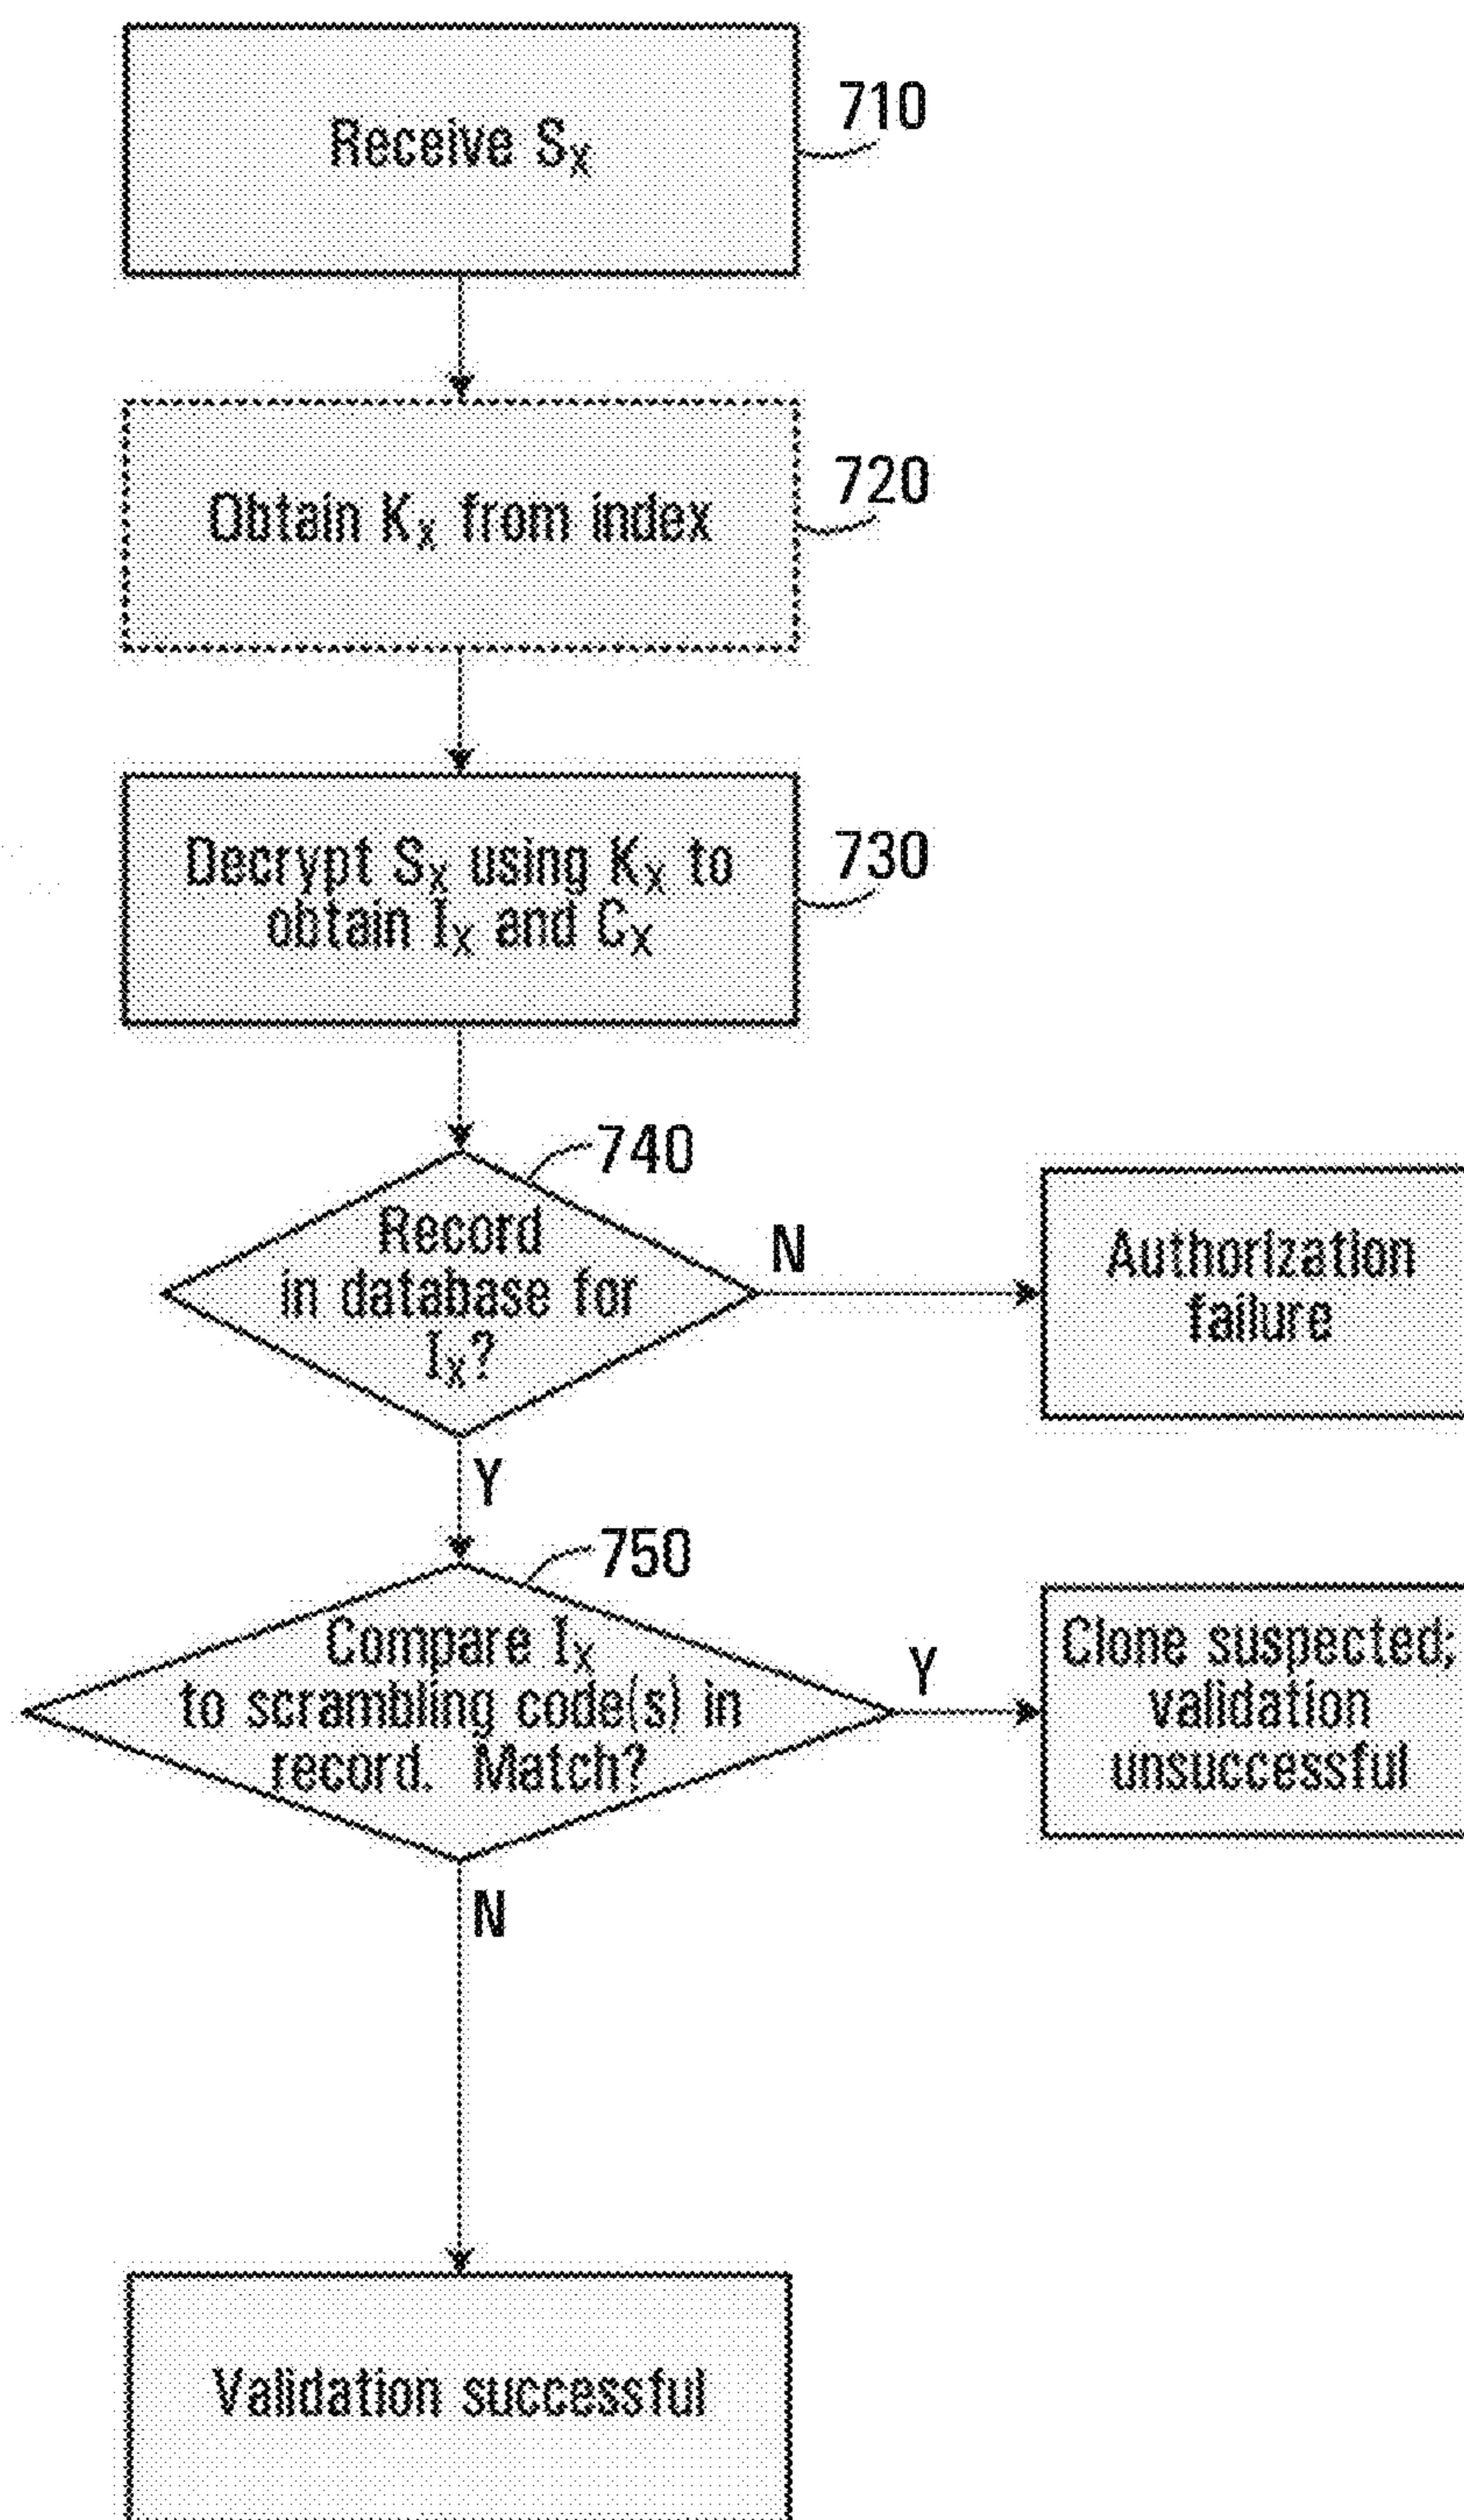 Receive Sx
710
Obtain Kx from index
720
Decrypt Sx using Kx to
obtain Ix and Cx
730
740
Record
in database for
Ix?
N
Authorization
failure
Y
750
Compare Ix
to scrambling code(s) in
record. Match?
Y
Clone suspected;
validation
unsuccessful
N
Validation successful